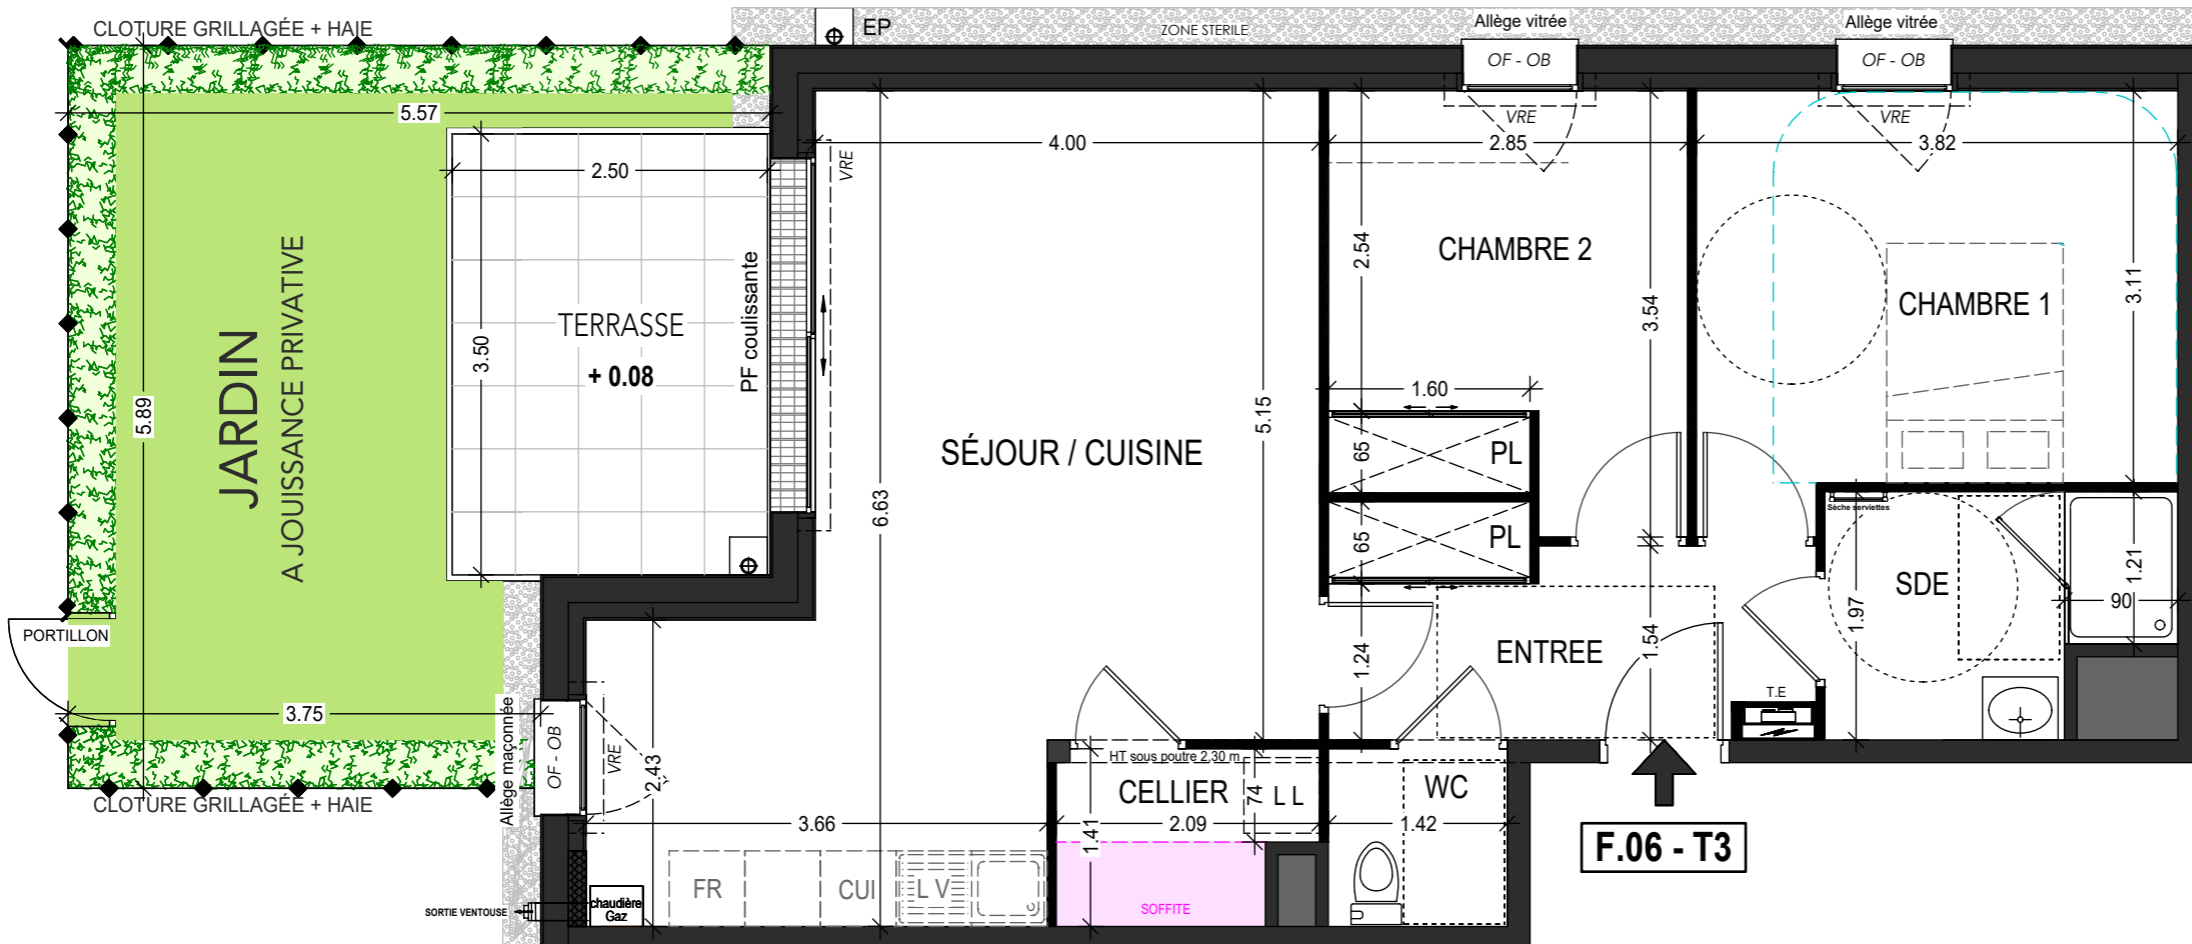 CLOTURE GRILLAGÉE + HAIE
EP
ZONE STERILE
Allège vitrée
OF - OB
VRE
Allège vitrée
OF - OB
VRE
5.57
4.00
2.85
3.82
2.50
3.50
TERRASSE
+ 0.08
PF coulissante
VRE
JARDIN
A JOUISSANCE PRIVATIVE
5.89
6.63
5.15
SÉJOUR / CUISINE
2.54
CHAMBRE 2
3.54
CHAMBRE 1
3.11
1.60
65
PL
65
PL
Sèche serviettes
SDE
1.97
1.21
90
1.24
ENTREE
1.54
T.E
PORTILLON
3.75
Allège maçonnée
OF - OB
VRE
2.43
HT sous poutre 2,30 m
CELLIER
74
L L
WC
3.66
1.41
2.09
1.42
CLOTURE GRILLAGÉE + HAIE
FR
CUI
L V
chaudière
Gaz
SORTIE VENTOUSE
SOFFITE
F.06 - T3